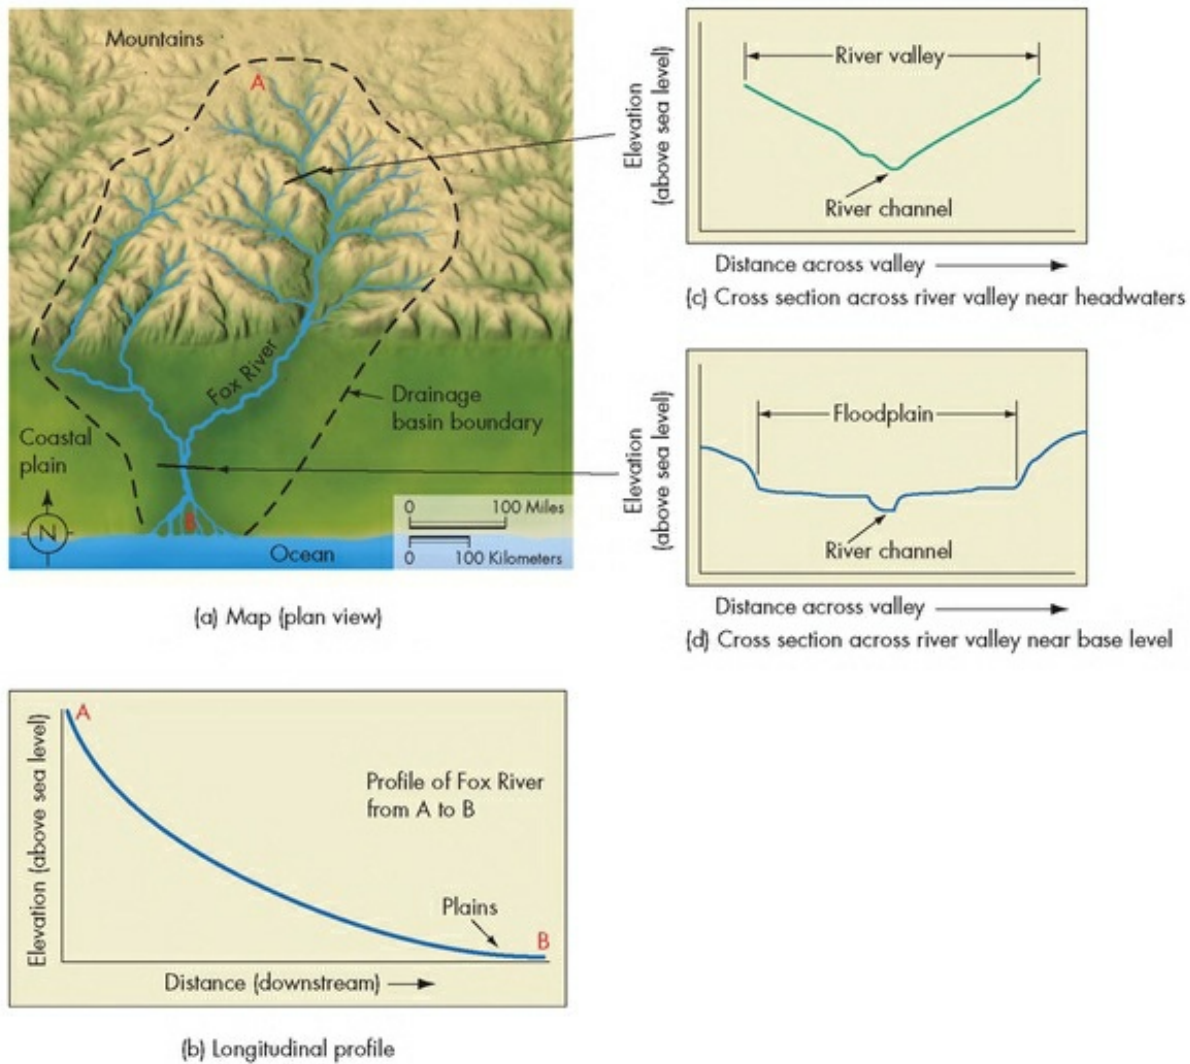 Mountains
A
Fox River
Drainage
basin boundary
Coastal
plain
N
B
0 100 Miles
0 100 Kilometers
Ocean
(a) Map (plan view)
Elevation
(above sea level)
River valley
River channel
Distance across valley
(c) Cross section across river valley near headwaters
Elevation
(above sea level)
Floodplain
River channel
Distance across valley
(d) Cross section across river valley near base level
Elevation (above sea level)
A
Profile of Fox River
from A to B
Plains
B
Distance (downstream)
(b) Longitudinal profile